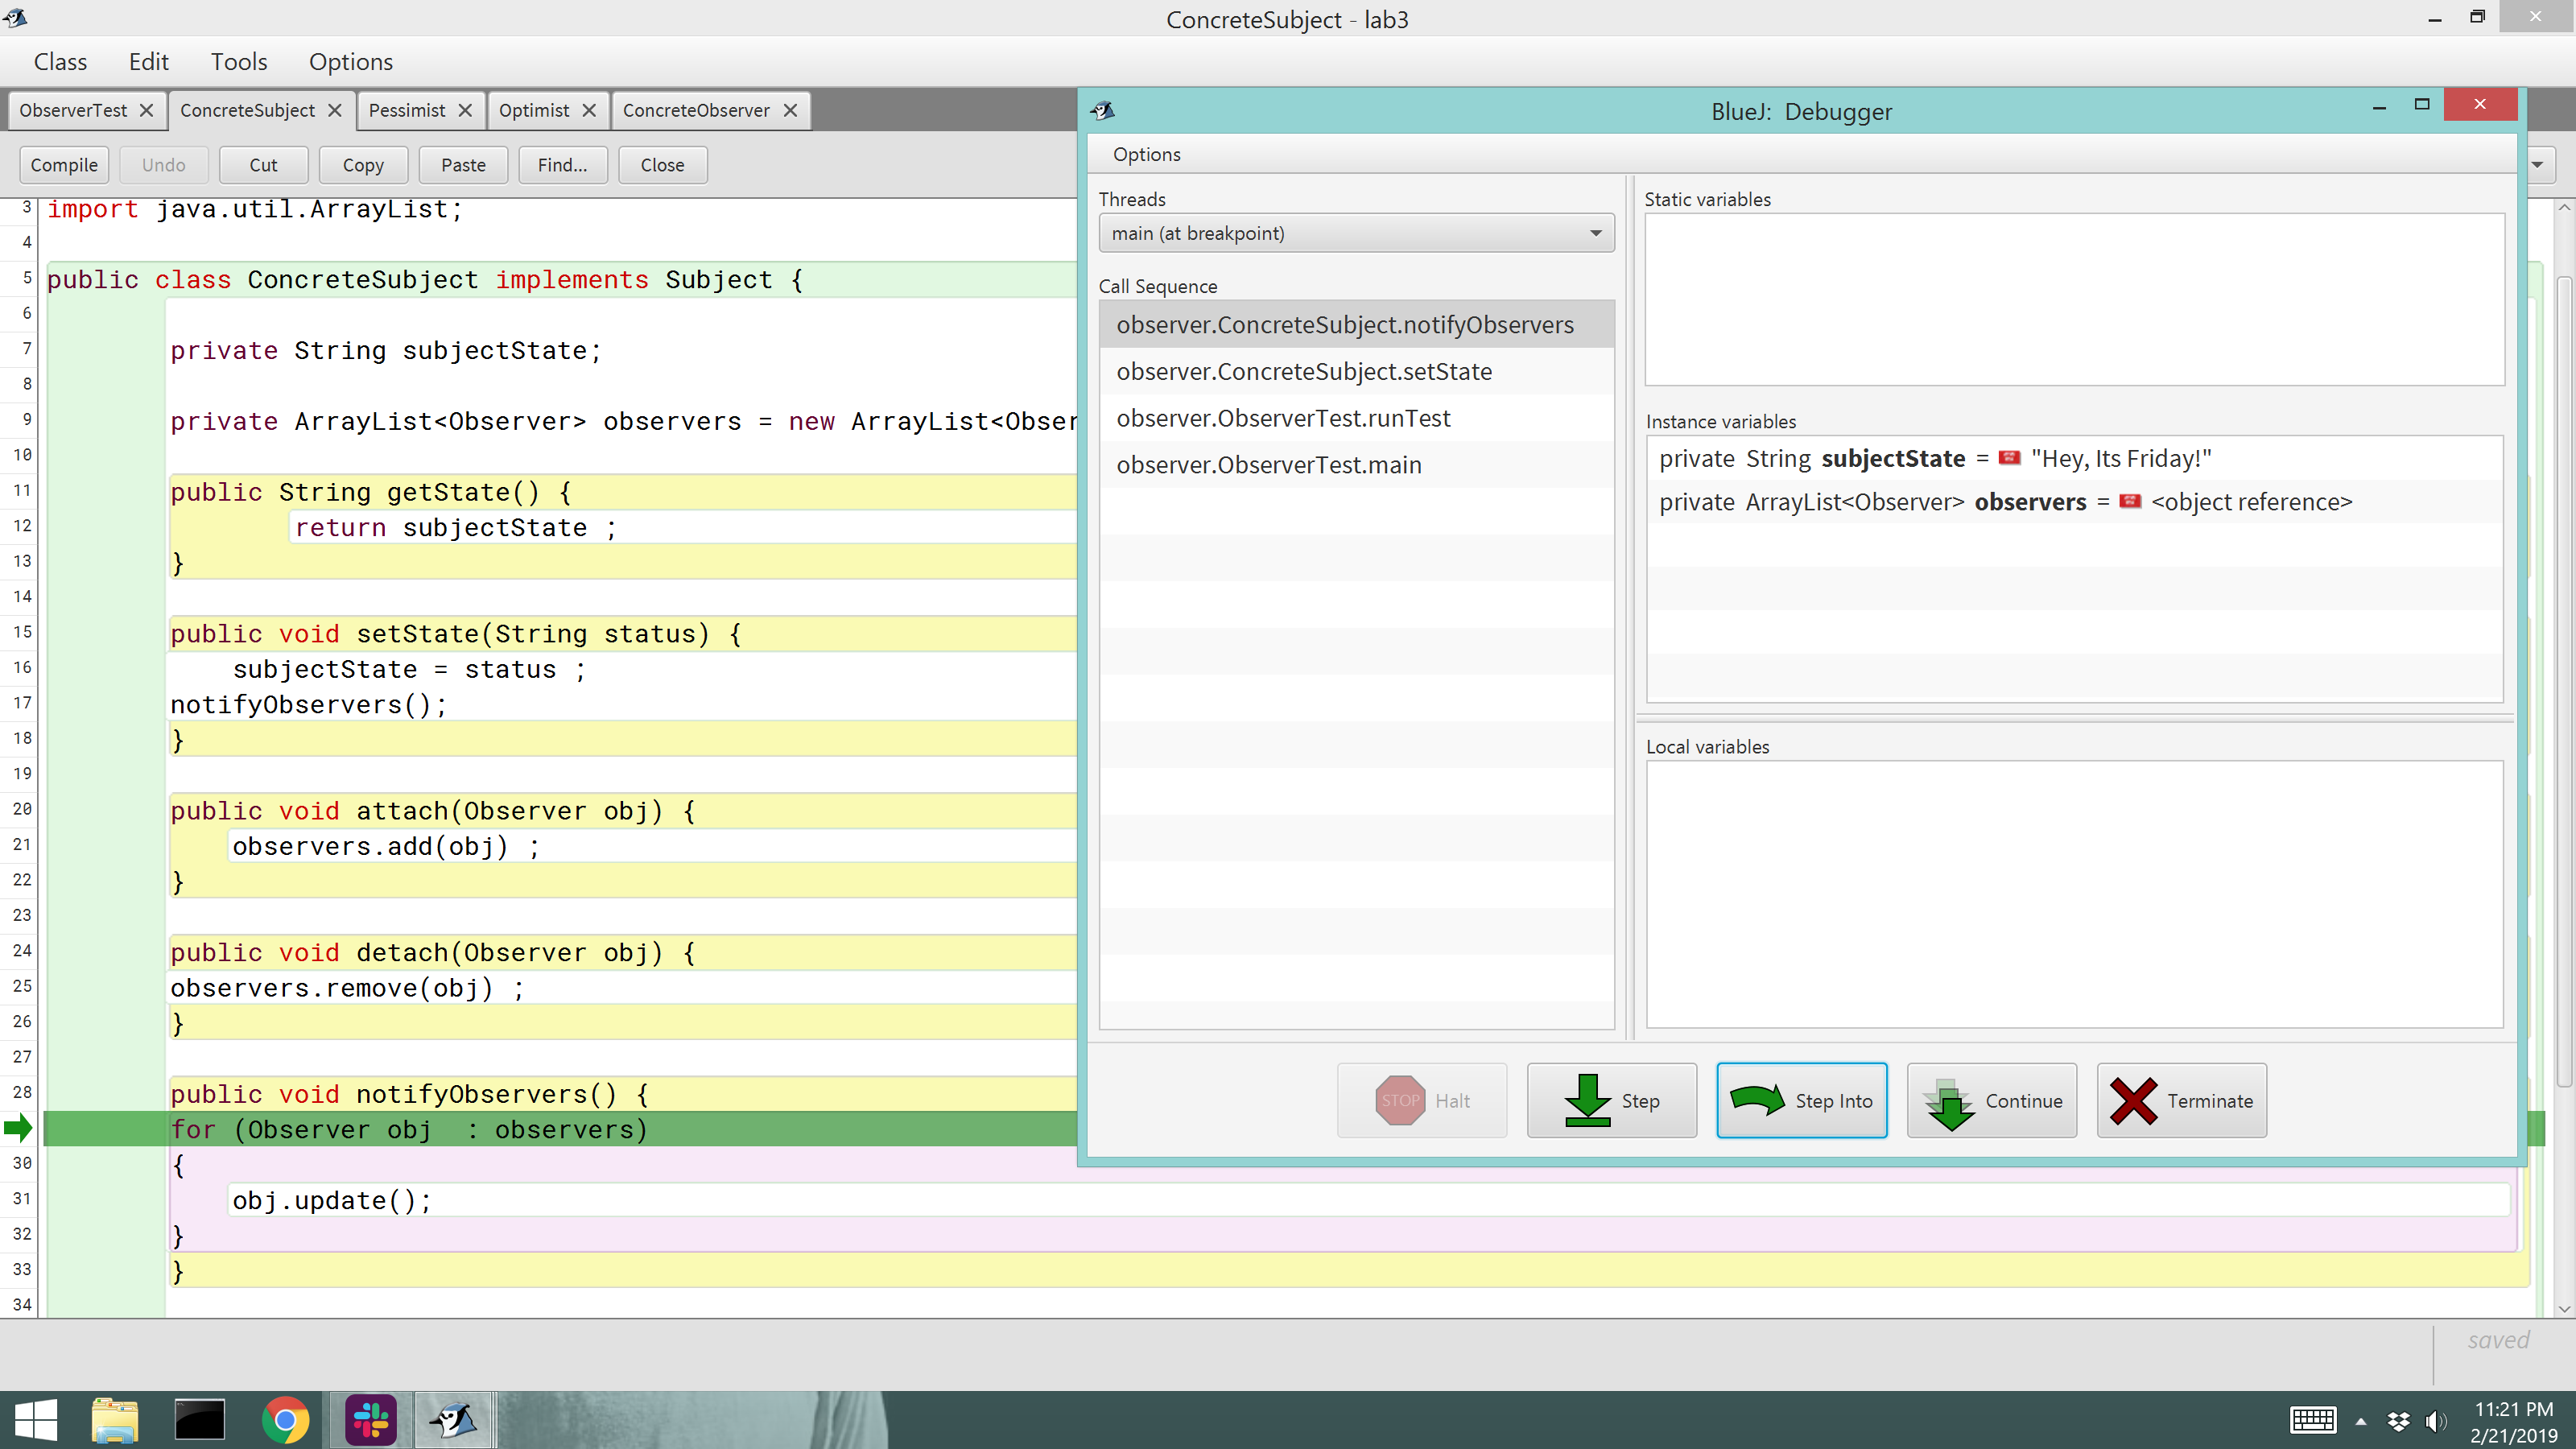 ConcreteSubject - lab3
Class Edit Tools Options
ObserverTest ConcreteSubject Pessimist Optimist ConcreteObserver
Compile Undo Cut Copy Paste Find... Close
3 import java.util.ArrayList;
4
5 public class ConcreteSubject implements Subject {
6
7 private String subjectState;
8
9 private ArrayList<Observer> observers = new ArrayList<Obser
10
11 public String getState() {
12 return subjectState ;
13 }
14
15 public void setState(String status) {
16 subjectState = status ;
17 notifyObservers();
18 }
19
20 public void attach(Observer obj) {
21 observers.add(obj) ;
22 }
23
24 public void detach(Observer obj) {
25 observers.remove(obj) ;
26 }
27
28 public void notifyObservers() {
for (Observer obj : observers)
30 {
31 obj.update();
32 }
33 }
34
saved
BlueJ: Debugger
Options
Threads
main (at breakpoint)
Call Sequence
observer.ConcreteSubject.notifyObservers
observer.ConcreteSubject.setState
observer.ObserverTest.runTest
observer.ObserverTest.main
Static variables
Instance variables
private String subjectState = "Hey, Its Friday!"
private ArrayList<Observer> observers = <object reference>
Local variables
STOP Halt Step Step Into Continue Terminate
11:21 PM
2/21/2019